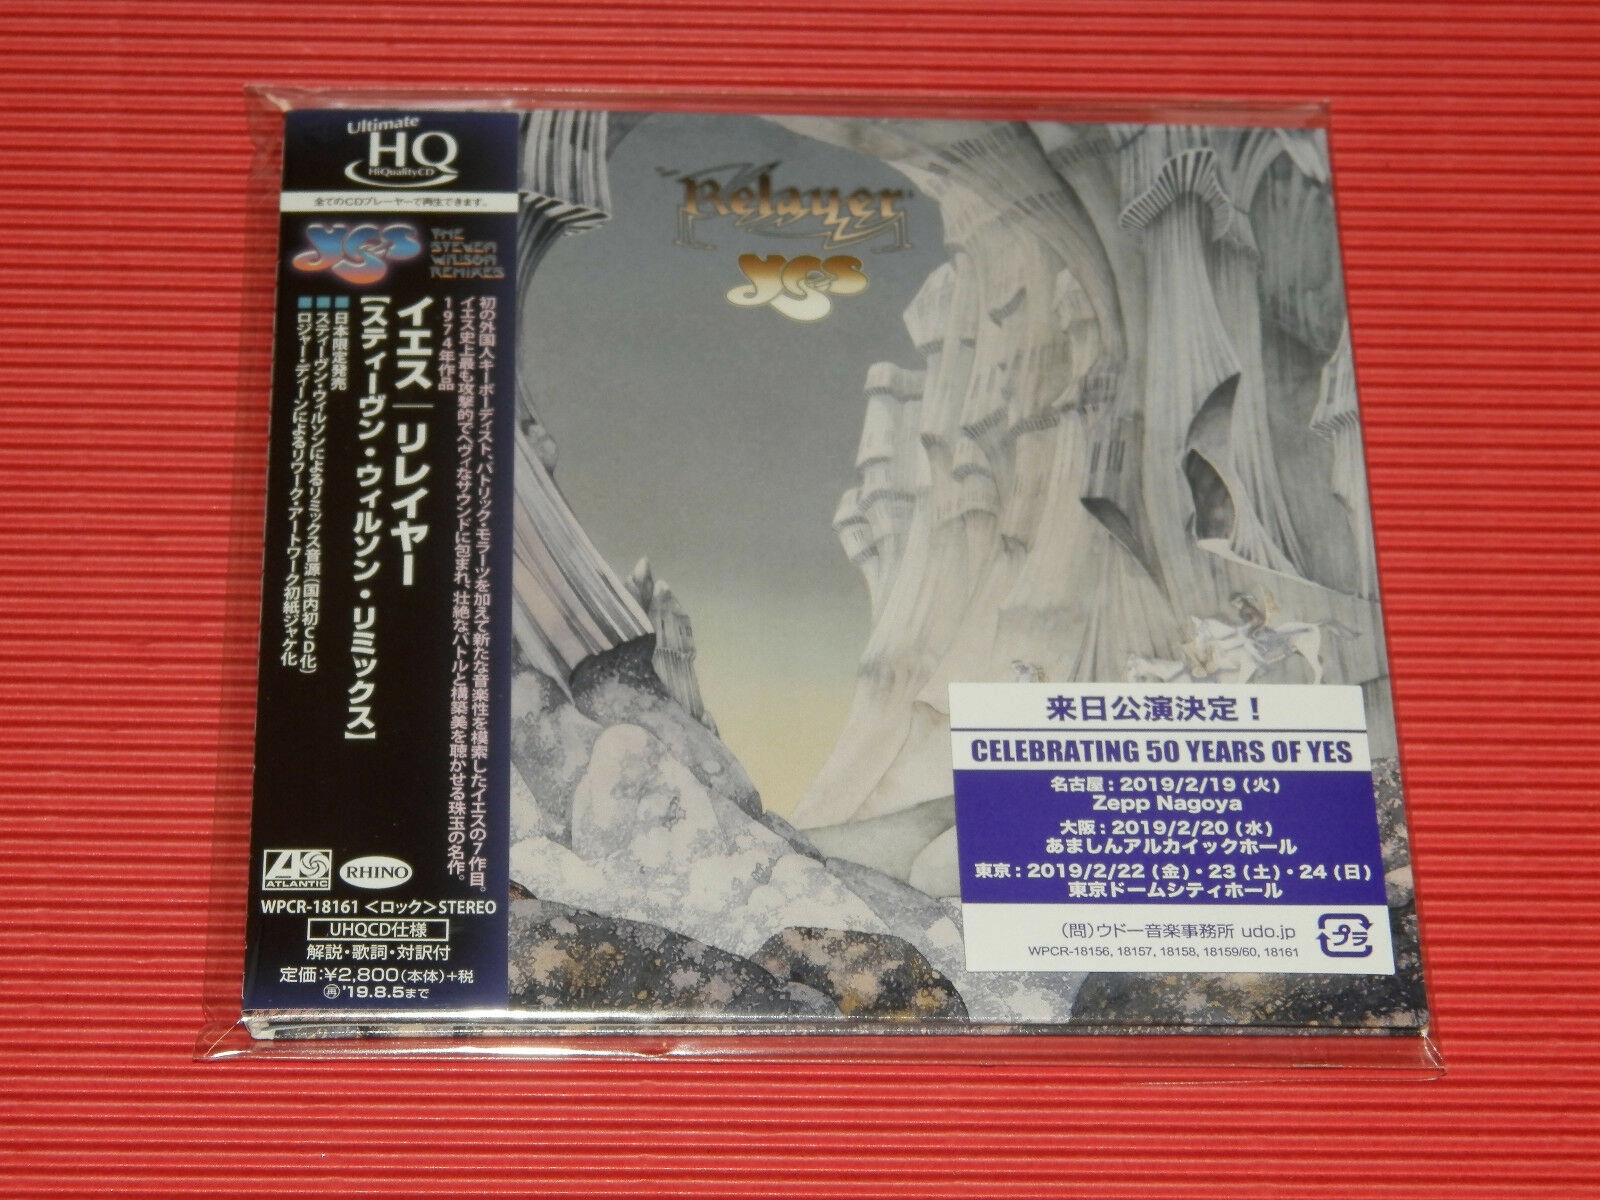 Ultimate
HQ
HiQualityCD
全てのCDプレーヤーで再生できます。
YES
THE
STEVEN
WILSON
REMIXES
初の外国人キーボーディスト、パトリック・モラーツを加えて新たな音楽性を模索したイエスの7作目。
イエス史上最も攻撃的でヘヴィなサウンドに包まれ、壮絶なバトルと構築美を聴かせる珠玉の名作。
1974年作品
イエス│リレイヤー
【スティーヴン・ウィルソン・リミックス】
■日本限定発売
■スティーヴン・ウィルソンによるリミックス音源(国内初CD化)
■ロジャー・ディーンによるリワーク・アートワーク初紙ジャケ化
ATLANTIC
RHINO
WPCR-18161 <ロック>STEREO
UHQCD仕様
解説・歌詞・対訳付
定価:¥2,800(本体)+税
再'19.8.5まで
"Relayer"
YES
来日公演決定！
CELEBRATING 50 YEARS OF YES
名古屋 : 2019/2/19 (火)
Zepp Nagoya
大阪 : 2019/2/20 (水)
あましんアルカイックホール
東京 : 2019/2/22 (金)・23 (土)・24 (日)
東京ドームシティホール
(問)ウドー音楽事務所 udo.jp
WPCR-18156, 18157, 18158, 18159/60, 18161
プラ